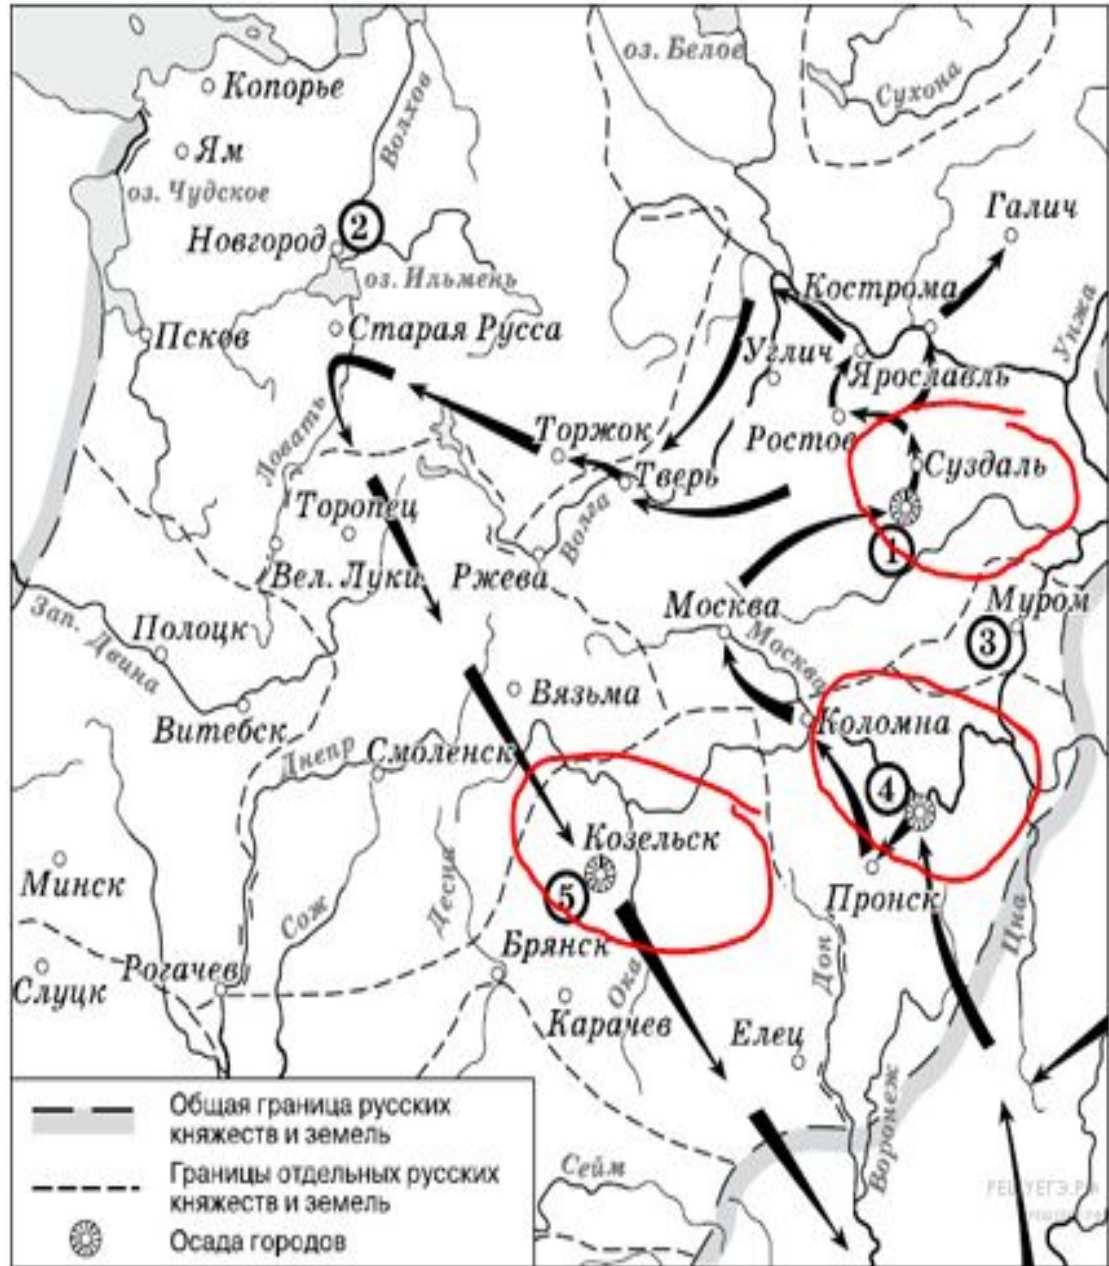 оз. Белое
Копорье
Сухона
Волхов
Ям
оз. Чудское
Галич
2
Новгород
оз. Ильмень
Кострома
Унжа
Псков
Старая Русса
Углич
Ярославль
Ловать
Торжок
Ростов
Суздаль
Тверь
Торопец
Волга
1
Вел. Луки
Ржева
Москва
Муром
Зап. Двина
Полоцк
Москва
3
Вязьма
Витебск
Коломна
Днепр
Смоленск
4
Козельск
Минск
5
Пронск
Десна
Сож
Цна
Брянск
Рогачев
Дон
Слуцк
Ока
Карачев
Елец
Воронеж
Общая граница русских
княжеств и земель
Границы отдельных русских
княжеств и земель
Осада городов
Сейм
РЕШУЕГЭ.РФ